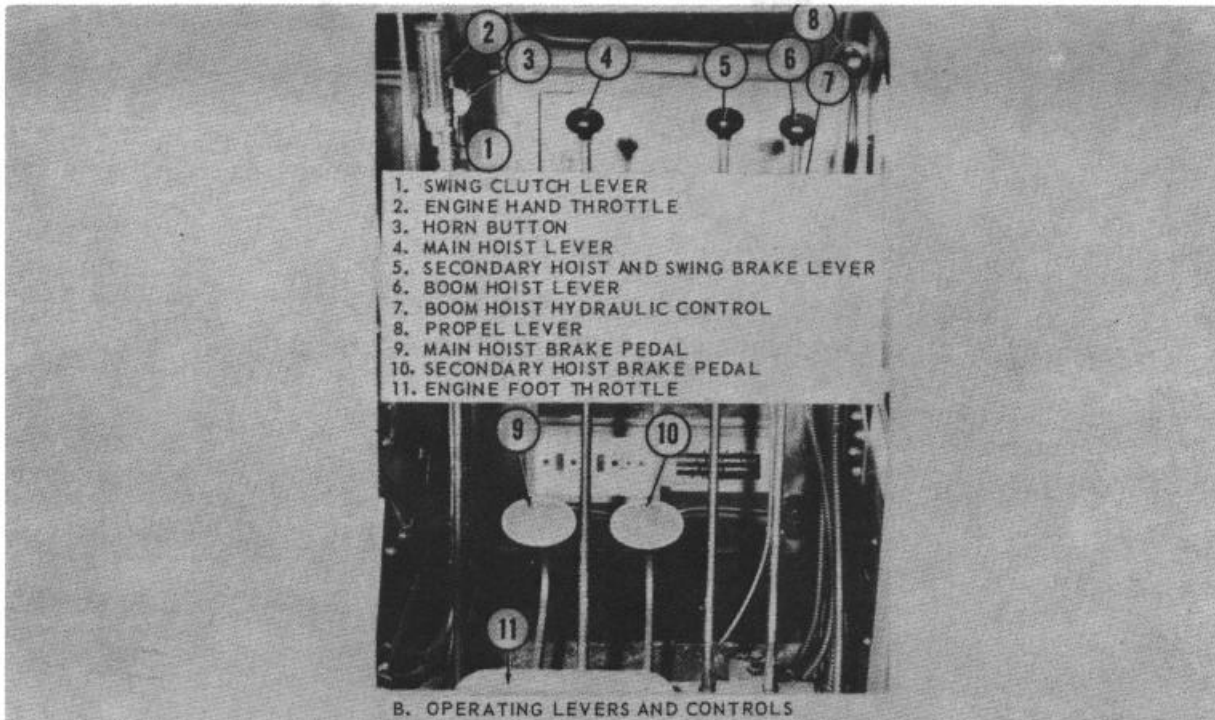 8
2
3
4
5
6
7
1
1. SWING CLUTCH LEVER
2. ENGINE HAND THROTTLE
3. HORN BUTTON
4. MAIN HOIST LEVER
5. SECONDARY HOIST AND SWING BRAKE LEVER
6. BOOM HOIST LEVER
7. BOOM HOIST HYDRAULIC CONTROL
8. PROPEL LEVER
9. MAIN HOIST BRAKE PEDAL
10. SECONDARY HOIST BRAKE PEDAL
11. ENGINE FOOT THROTTLE
9
10
11
B. OPERATING LEVERS AND CONTROLS